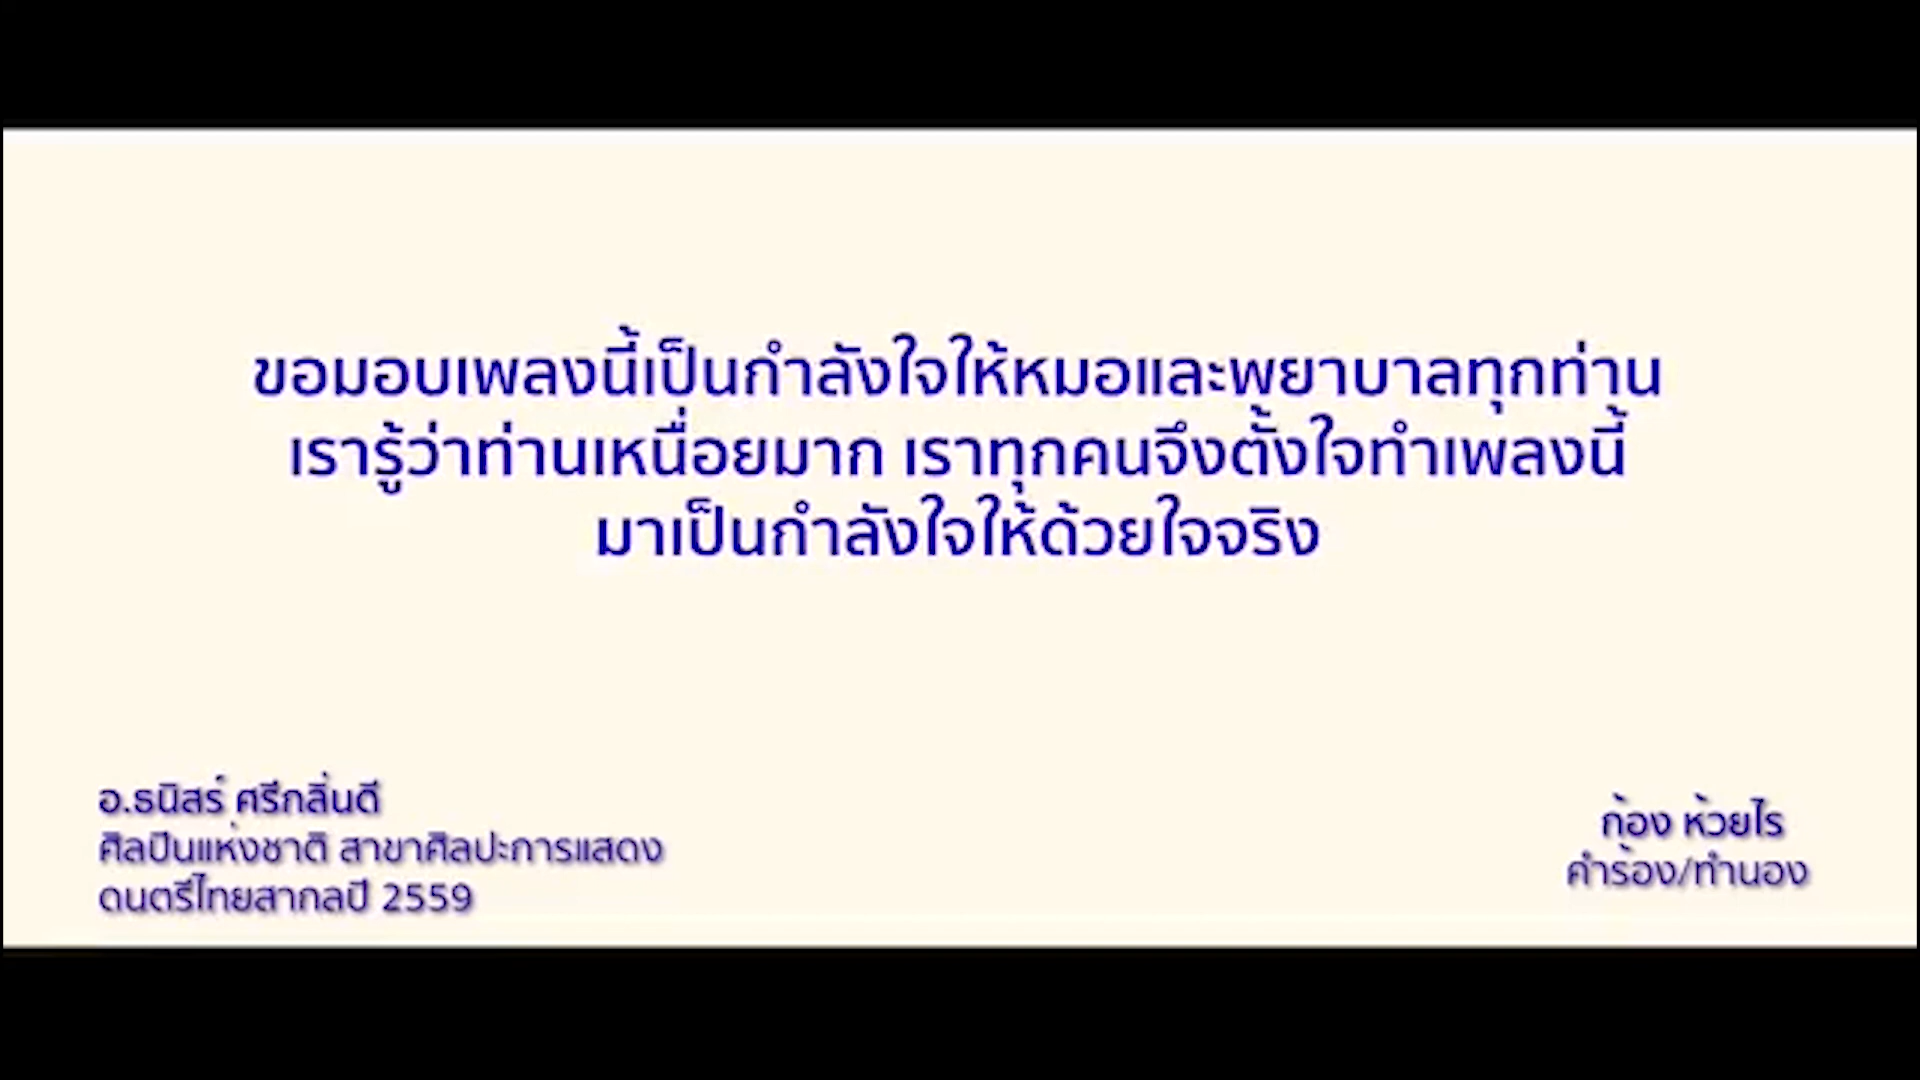 ขอมอบเพลงนี้เป็นกำลังใจให้หมอและพยาบาลทุกท่าน
เรารู้ว่าท่านเหนื่อยมาก เราทุกคนจึงตั้งใจทำเพลงนี้
มาเป็นกำลังใจให้ด้วยใจจริง
อ.ธนิสร์ ศรีกลิ่นดี
ศิลปินแห่งชาติ สาขาศิลปะการแสดง
ดนตรีไทยสากลปี 2559
ก้อง ห้วยไร
คำร้อง/ทำนอง